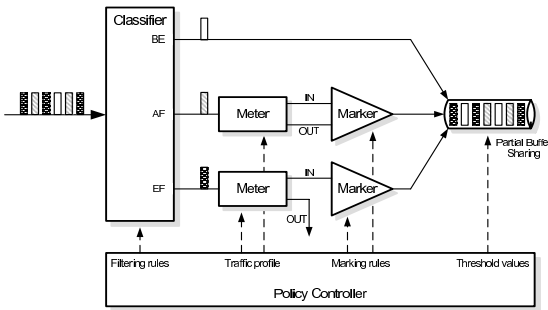 Classifier
BE
AF
EF
Meter
IN
OUT
Marker
Meter
IN
OUT
Marker
Partial Buffe
Sharing
Filtering rules
Traffic profile
Marking rules
Threshold values
Policy Controller